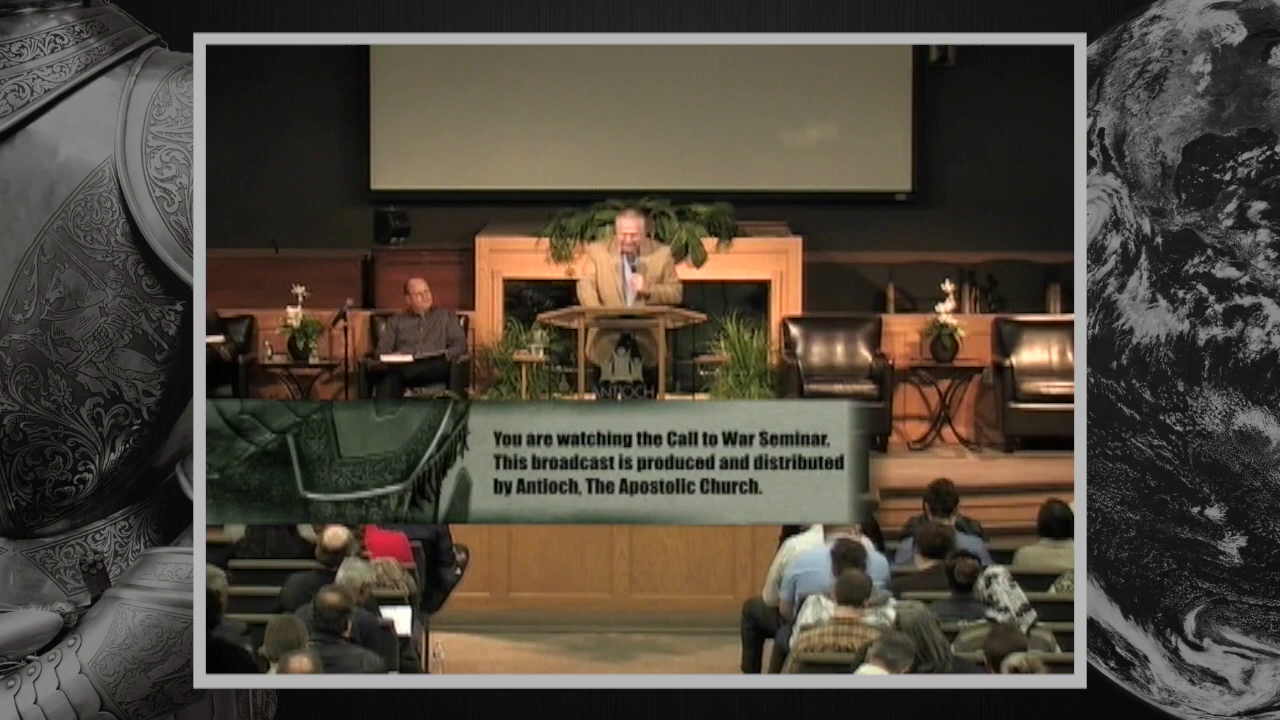 ANTIOCH
You are watching the Call to War Seminar.
This broadcast is produced and distributed
by Antioch, The Apostolic Church.